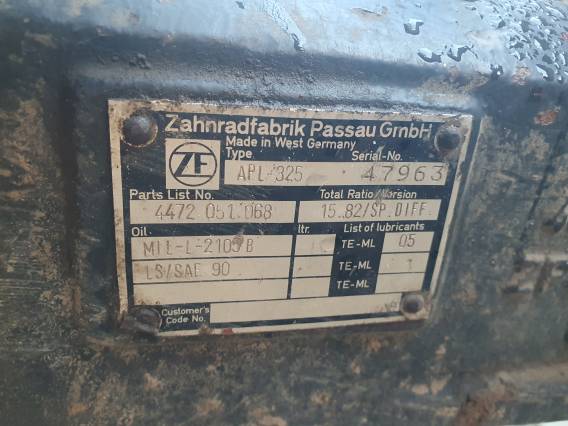 Zahnradfabrik Passau GmbH
Made in West Germany
ZF
Type Serial-No.
APL-325 47963
Parts List No. Total Ratio/Version
4472 051 068 15.82/SP.DIFF.
Oil ltr. List of lubricants
MIL-L-2105 B TE-ML 05
LS/SAE 90 TE-ML
TE-ML
Customer's
Code No.